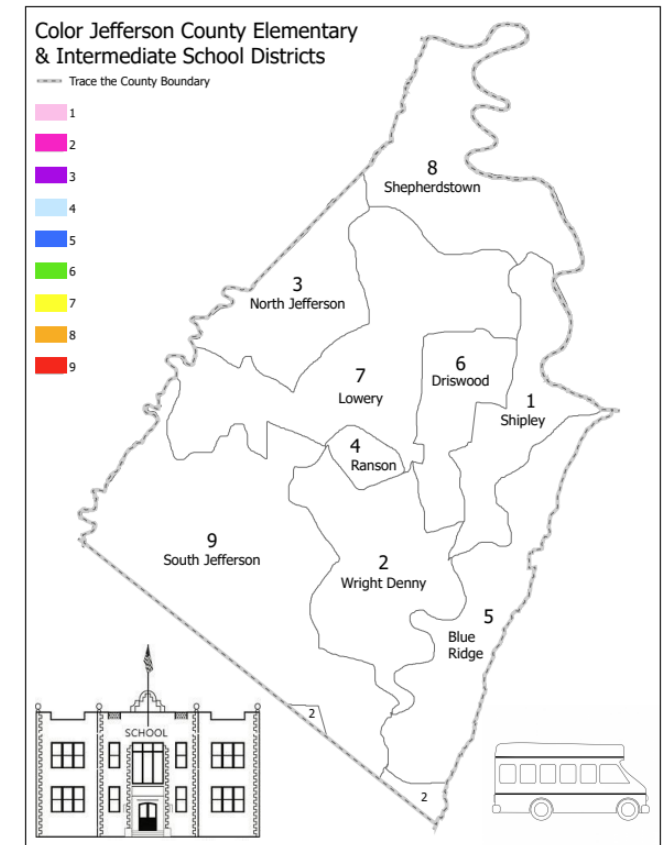 Color Jefferson County Elementary
& Intermediate School Districts
Trace the County Boundary
1
2
3
4
5
6
7
8
9
8
Shepherdstown
3
North Jefferson
7
Lowery
6
Driswood
1
Shipley
4
Ranson
9
South Jefferson
2
Wright Denny
5
Blue
Ridge
2
SCHOOL
2